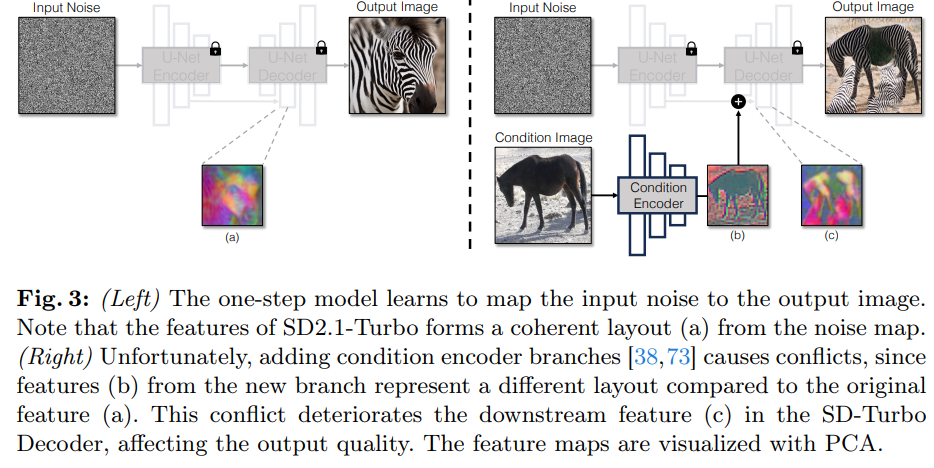 Input Noise
Output Image
U-Net
Encoder
U-Net
Decoder
(a)
Input Noise
Output Image
U-Net
Encoder
U-Net
Decoder
+
Condition Image
Condition
Encoder
(b)
(c)
Fig. 3: (Left) The one-step model learns to map the input noise to the output image.
Note that the features of SD2.1-Turbo forms a coherent layout (a) from the noise map.
(Right) Unfortunately, adding condition encoder branches [38,73] causes conflicts, since
features (b) from the new branch represent a different layout compared to the original
feature (a). This conflict deteriorates the downstream feature (c) in the SD-Turbo
Decoder, affecting the output quality. The feature maps are visualized with PCA.